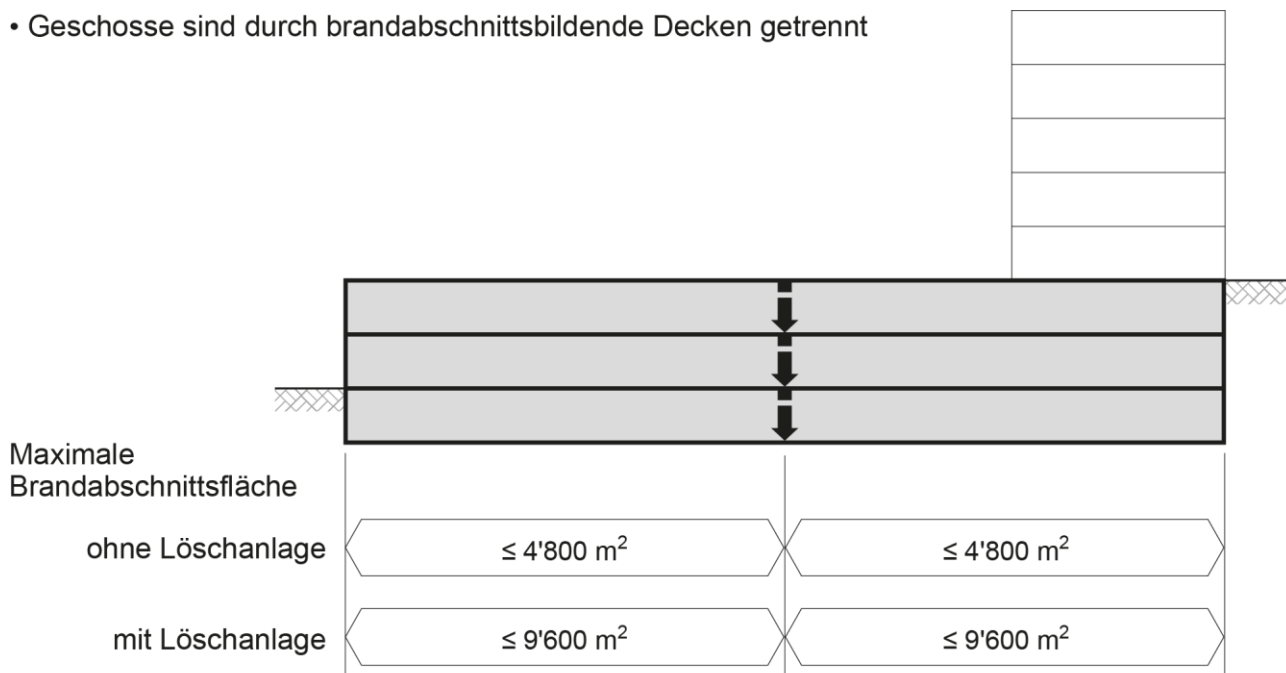 • Geschosse sind durch brandabschnittsbildende Decken getrennt
Maximale
Brandabschnittsfläche
ohne Löschanlage ≤ 4'800 m² ≤ 4'800 m²
mit Löschanlage ≤ 9'600 m² ≤ 9'600 m²